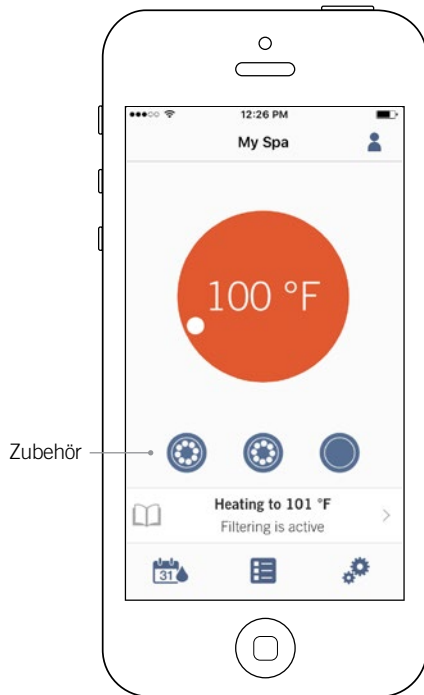 12:26 PM
My Spa
100 °F
Zubehör
Heating to 101 °F
Filtering is active
31